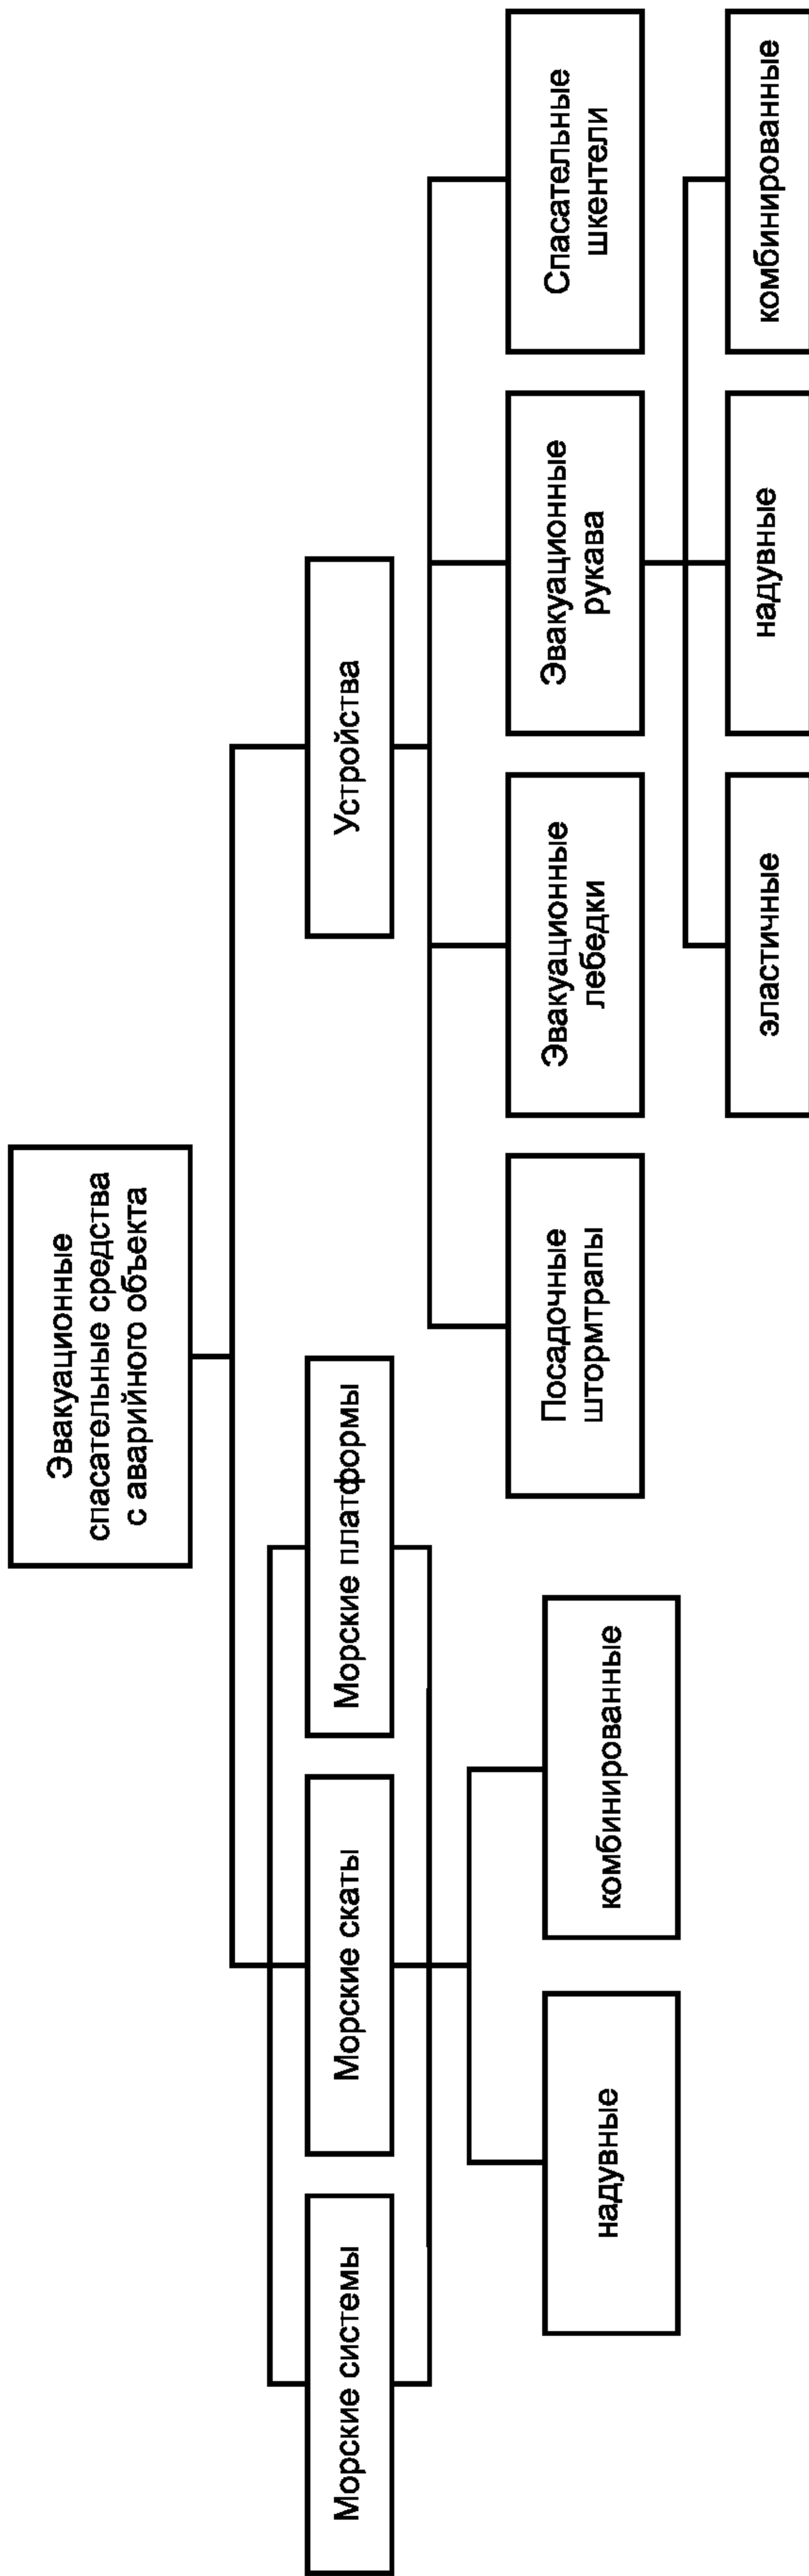 Эвакуационные
спасательные средства
с аварийного объекта
Морские системы
Морские скаты
Морские платформы
Устройства
надувные
комбинированные
Посадочные
штормтрапы
Эвакуационные
лебедки
Эвакуационные
рукава
Спасательные
шкентели
эластичные
надувные
комбинированные